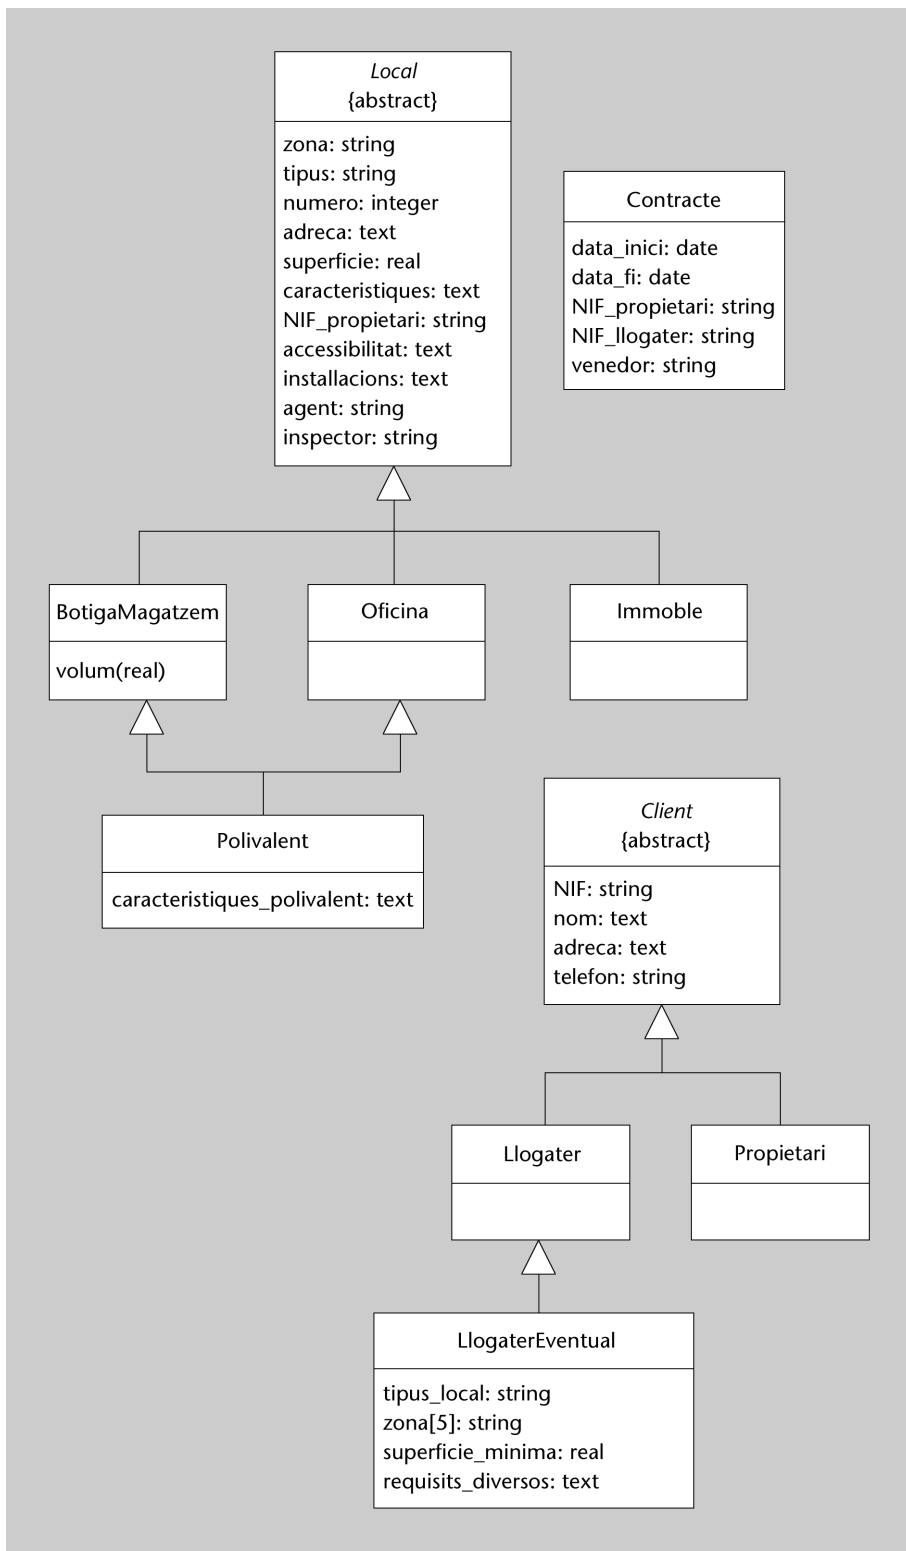 Local
{abstract}
zona: string
tipus: string
numero: integer
adreca: text
superficie: real
caracteristiques: text
NIF_propietari: string
accessibilitat: text
installacions: text
agent: string
inspector: string
Contracte
data_inici: date
data_fi: date
NIF_propietari: string
NIF_llogater: string
venedor: string
BotigaMagatzem
volum(real)
Oficina
Immoble
Polivalent
caracteristiques_polivalent: text
Client
{abstract}
NIF: string
nom: text
adreca: text
telefon: string
Llogater
Propietari
LlogaterEventual
tipus_local: string
zona[5]: string
superficie_minima: real
requisits_diversos: text